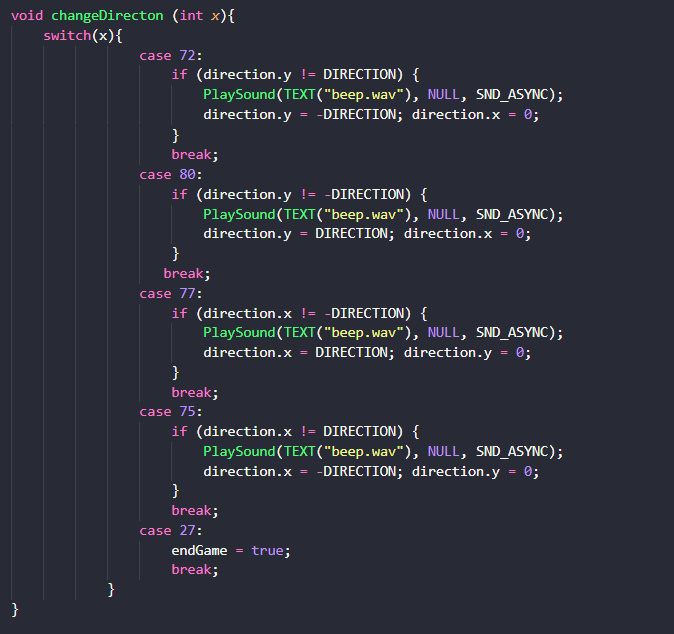 void changeDirecton (int x){
    switch(x){
                case 72:
                    if (direction.y != DIRECTION) {
                        PlaySound(TEXT("beep.wav"), NULL, SND_ASYNC);
                        direction.y = -DIRECTION; direction.x = 0;
                    }
                    break;
                case 80:
                    if (direction.y != -DIRECTION) {
                        PlaySound(TEXT("beep.wav"), NULL, SND_ASYNC);
                        direction.y = DIRECTION; direction.x = 0;
                    }
                   break;
                case 77:
                    if (direction.x != -DIRECTION) {
                        PlaySound(TEXT("beep.wav"), NULL, SND_ASYNC);
                        direction.x = DIRECTION; direction.y = 0;
                    }
                    break;
                case 75:
                    if (direction.x != DIRECTION) {
                        PlaySound(TEXT("beep.wav"), NULL, SND_ASYNC);
                        direction.x = -DIRECTION; direction.y = 0;
                    }
                    break;
                case 27:
                    endGame = true;
                    break;
            }
}